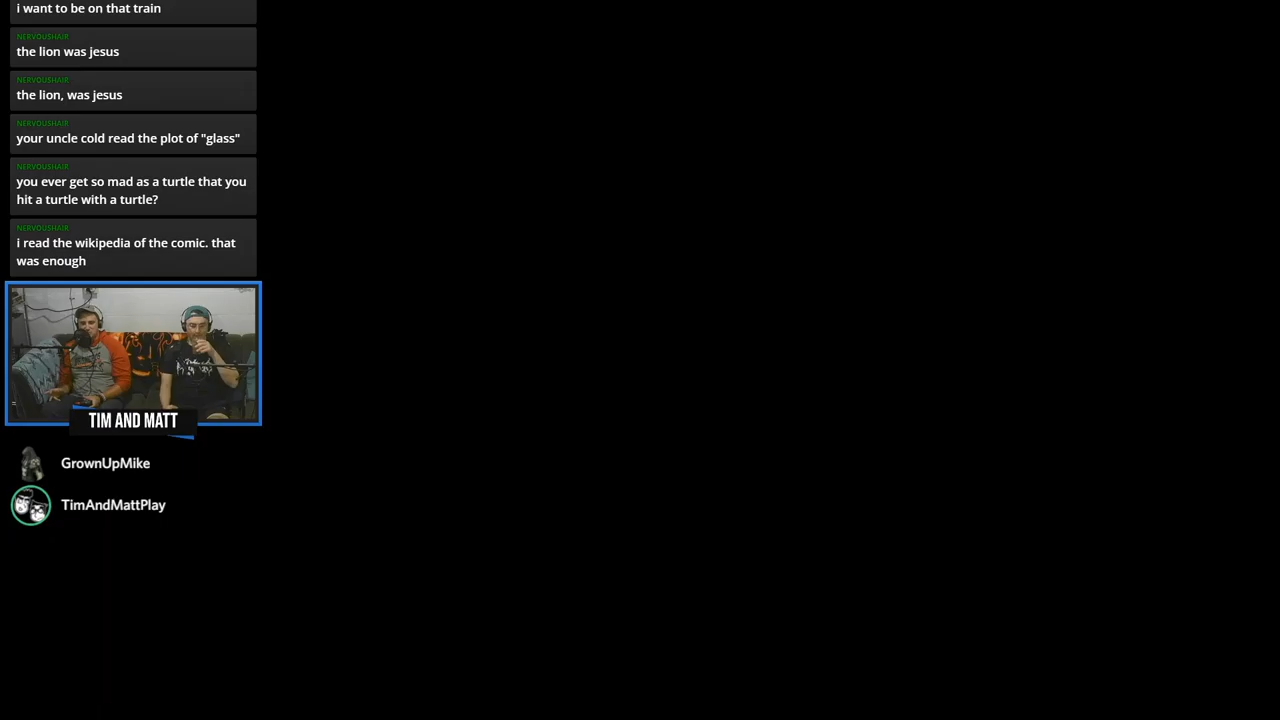 i want to be on that train
NERVOUSHAIR
the lion was jesus
NERVOUSHAIR
the lion, was jesus
NERVOUSHAIR
your uncle cold read the plot of "glass"
NERVOUSHAIR
you ever get so mad as a turtle that you
hit a turtle with a turtle?
NERVOUSHAIR
i read the wikipedia of the comic. that
was enough
TIM AND MATT
GrownUpMike
TimAndMattPlay